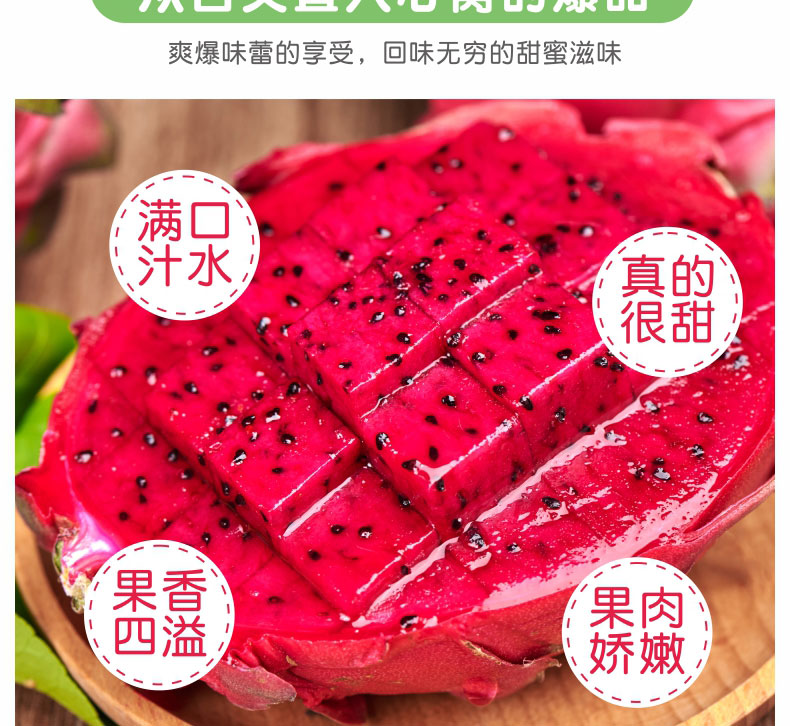 爽爆味蕾的享受，回味无穷的甜蜜滋味
满口
汁水
真的
很甜
果香
四溢
果肉
娇嫩